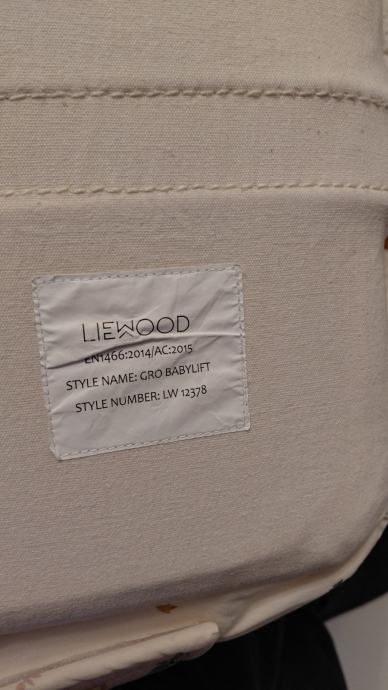 LIEWOOD
EN1466:2014/AC:2015
STYLE NAME: GRO BABYLIFT
STYLE NUMBER: LW 12378